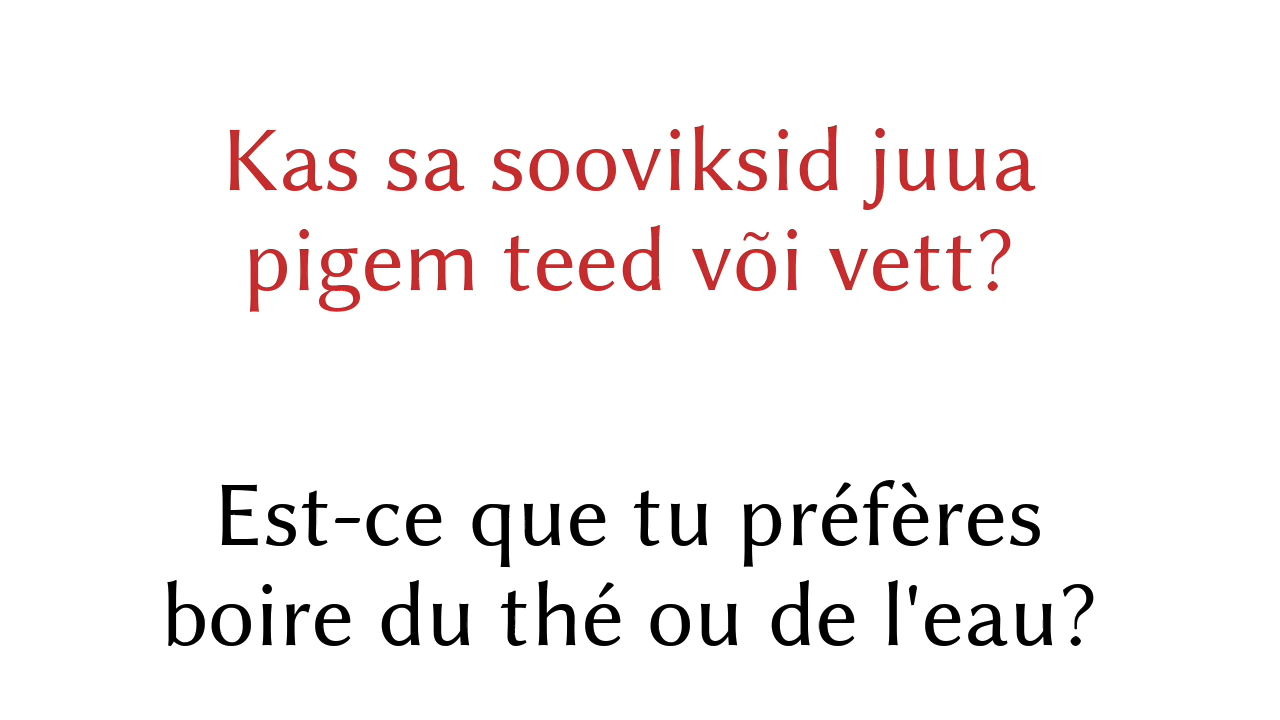 Kas sa sooviksid juua
pigem teed või vett?
Est-ce que tu préfères
boire du thé ou de l'eau?